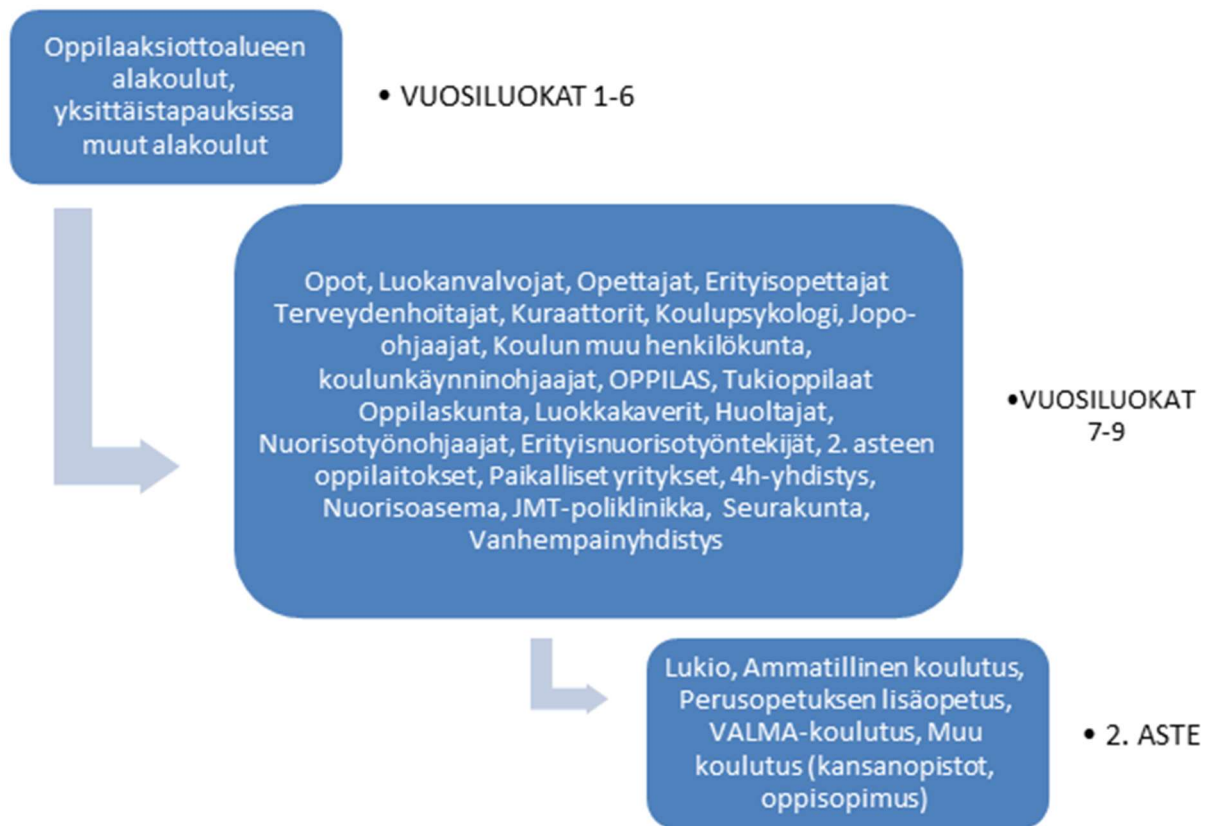 Oppilaaksiottoalueen
alakoulut,
yksittäistapauksissa
muut alakoulut
• VUOSILUOKAT 1-6
Opot, Luokanvalvojat, Opettajat, Erityisopettajat
Terveydenhoitajat, Kuraattorit, Koulupsykologi, Jopo-
ohjaajat, Koulun muu henkilökunta,
koulunkäynninohjaajat, OPPILAS, Tukioppilaat
Oppilaskunta, Luokkakaverit, Huoltajat,
Nuorisotyönohjaajat, Erityisnuorisotyöntekijät, 2. asteen
oppilaitokset, Paikalliset yritykset, 4h-yhdistys,
Nuorisoasema, JMT-poliklinikka, Seurakunta,
Vanhempainyhdistys
•VUOSILUOKAT
7-9
Lukio, Ammatillinen koulutus,
Perusopetuksen lisäopetus,
VALMA-koulutus, Muu
koulutus (kansanopistot,
oppisopimus)
• 2. ASTE